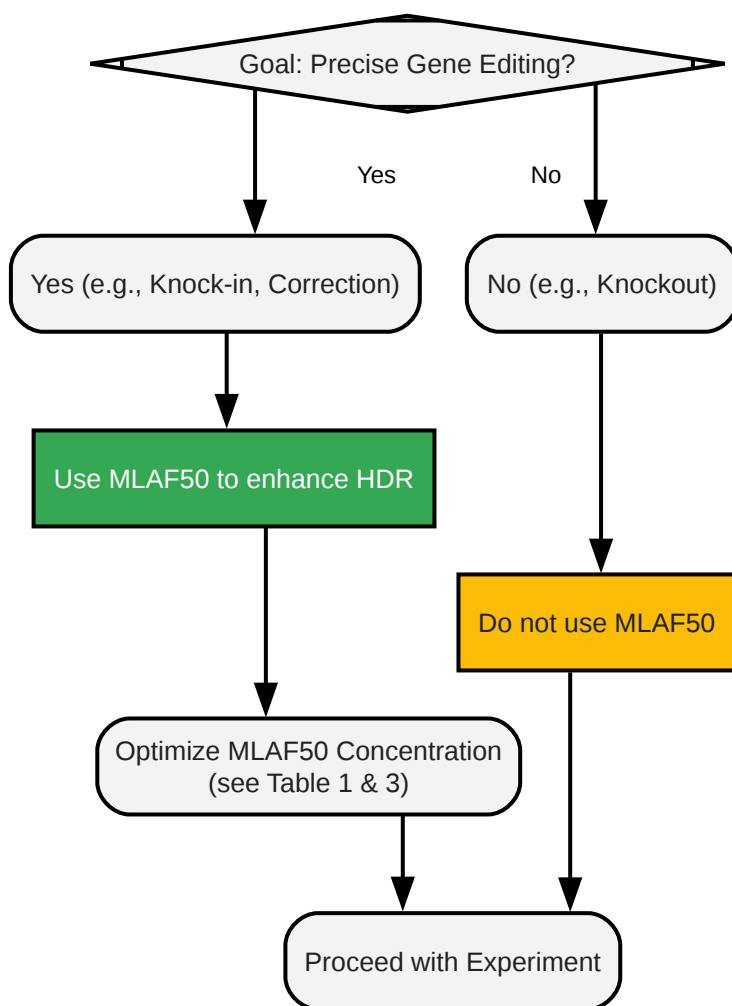 Goal: Precise Gene Editing?
Yes
No
Yes (e.g., Knock-in, Correction)
No (e.g., Knockout)
Use MLAF50 to enhance HDR
Do not use MLAF50
Optimize MLAF50 Concentration
(see Table 1 & 3)
Proceed with Experiment